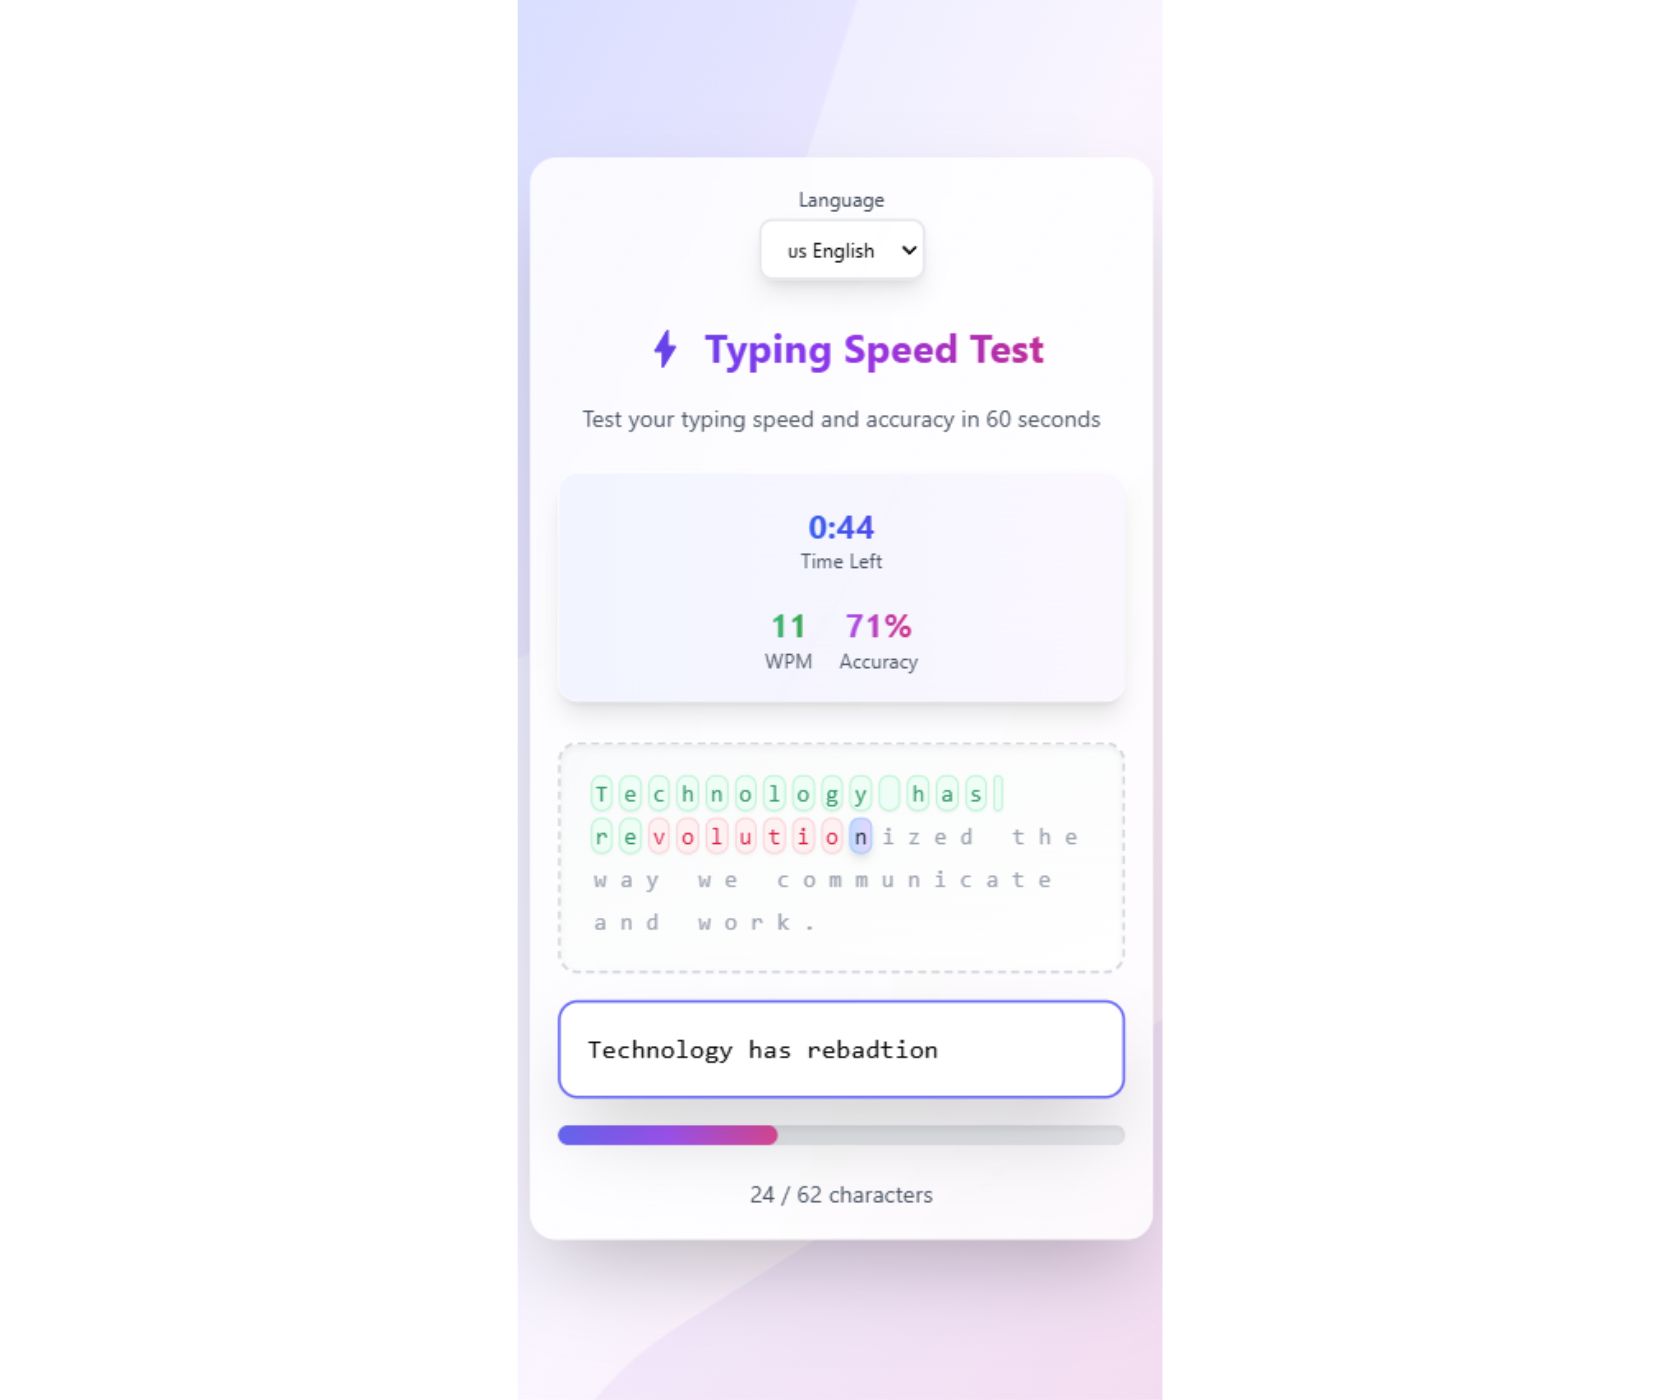 Language
us English
Typing Speed Test
Test your typing speed and accuracy in 60 seconds
0:44
Time Left
11 71%
WPM Accuracy
Technology has
revolutionized the
way we communicate
and work.
Technology has rebadtion
24 / 62 characters